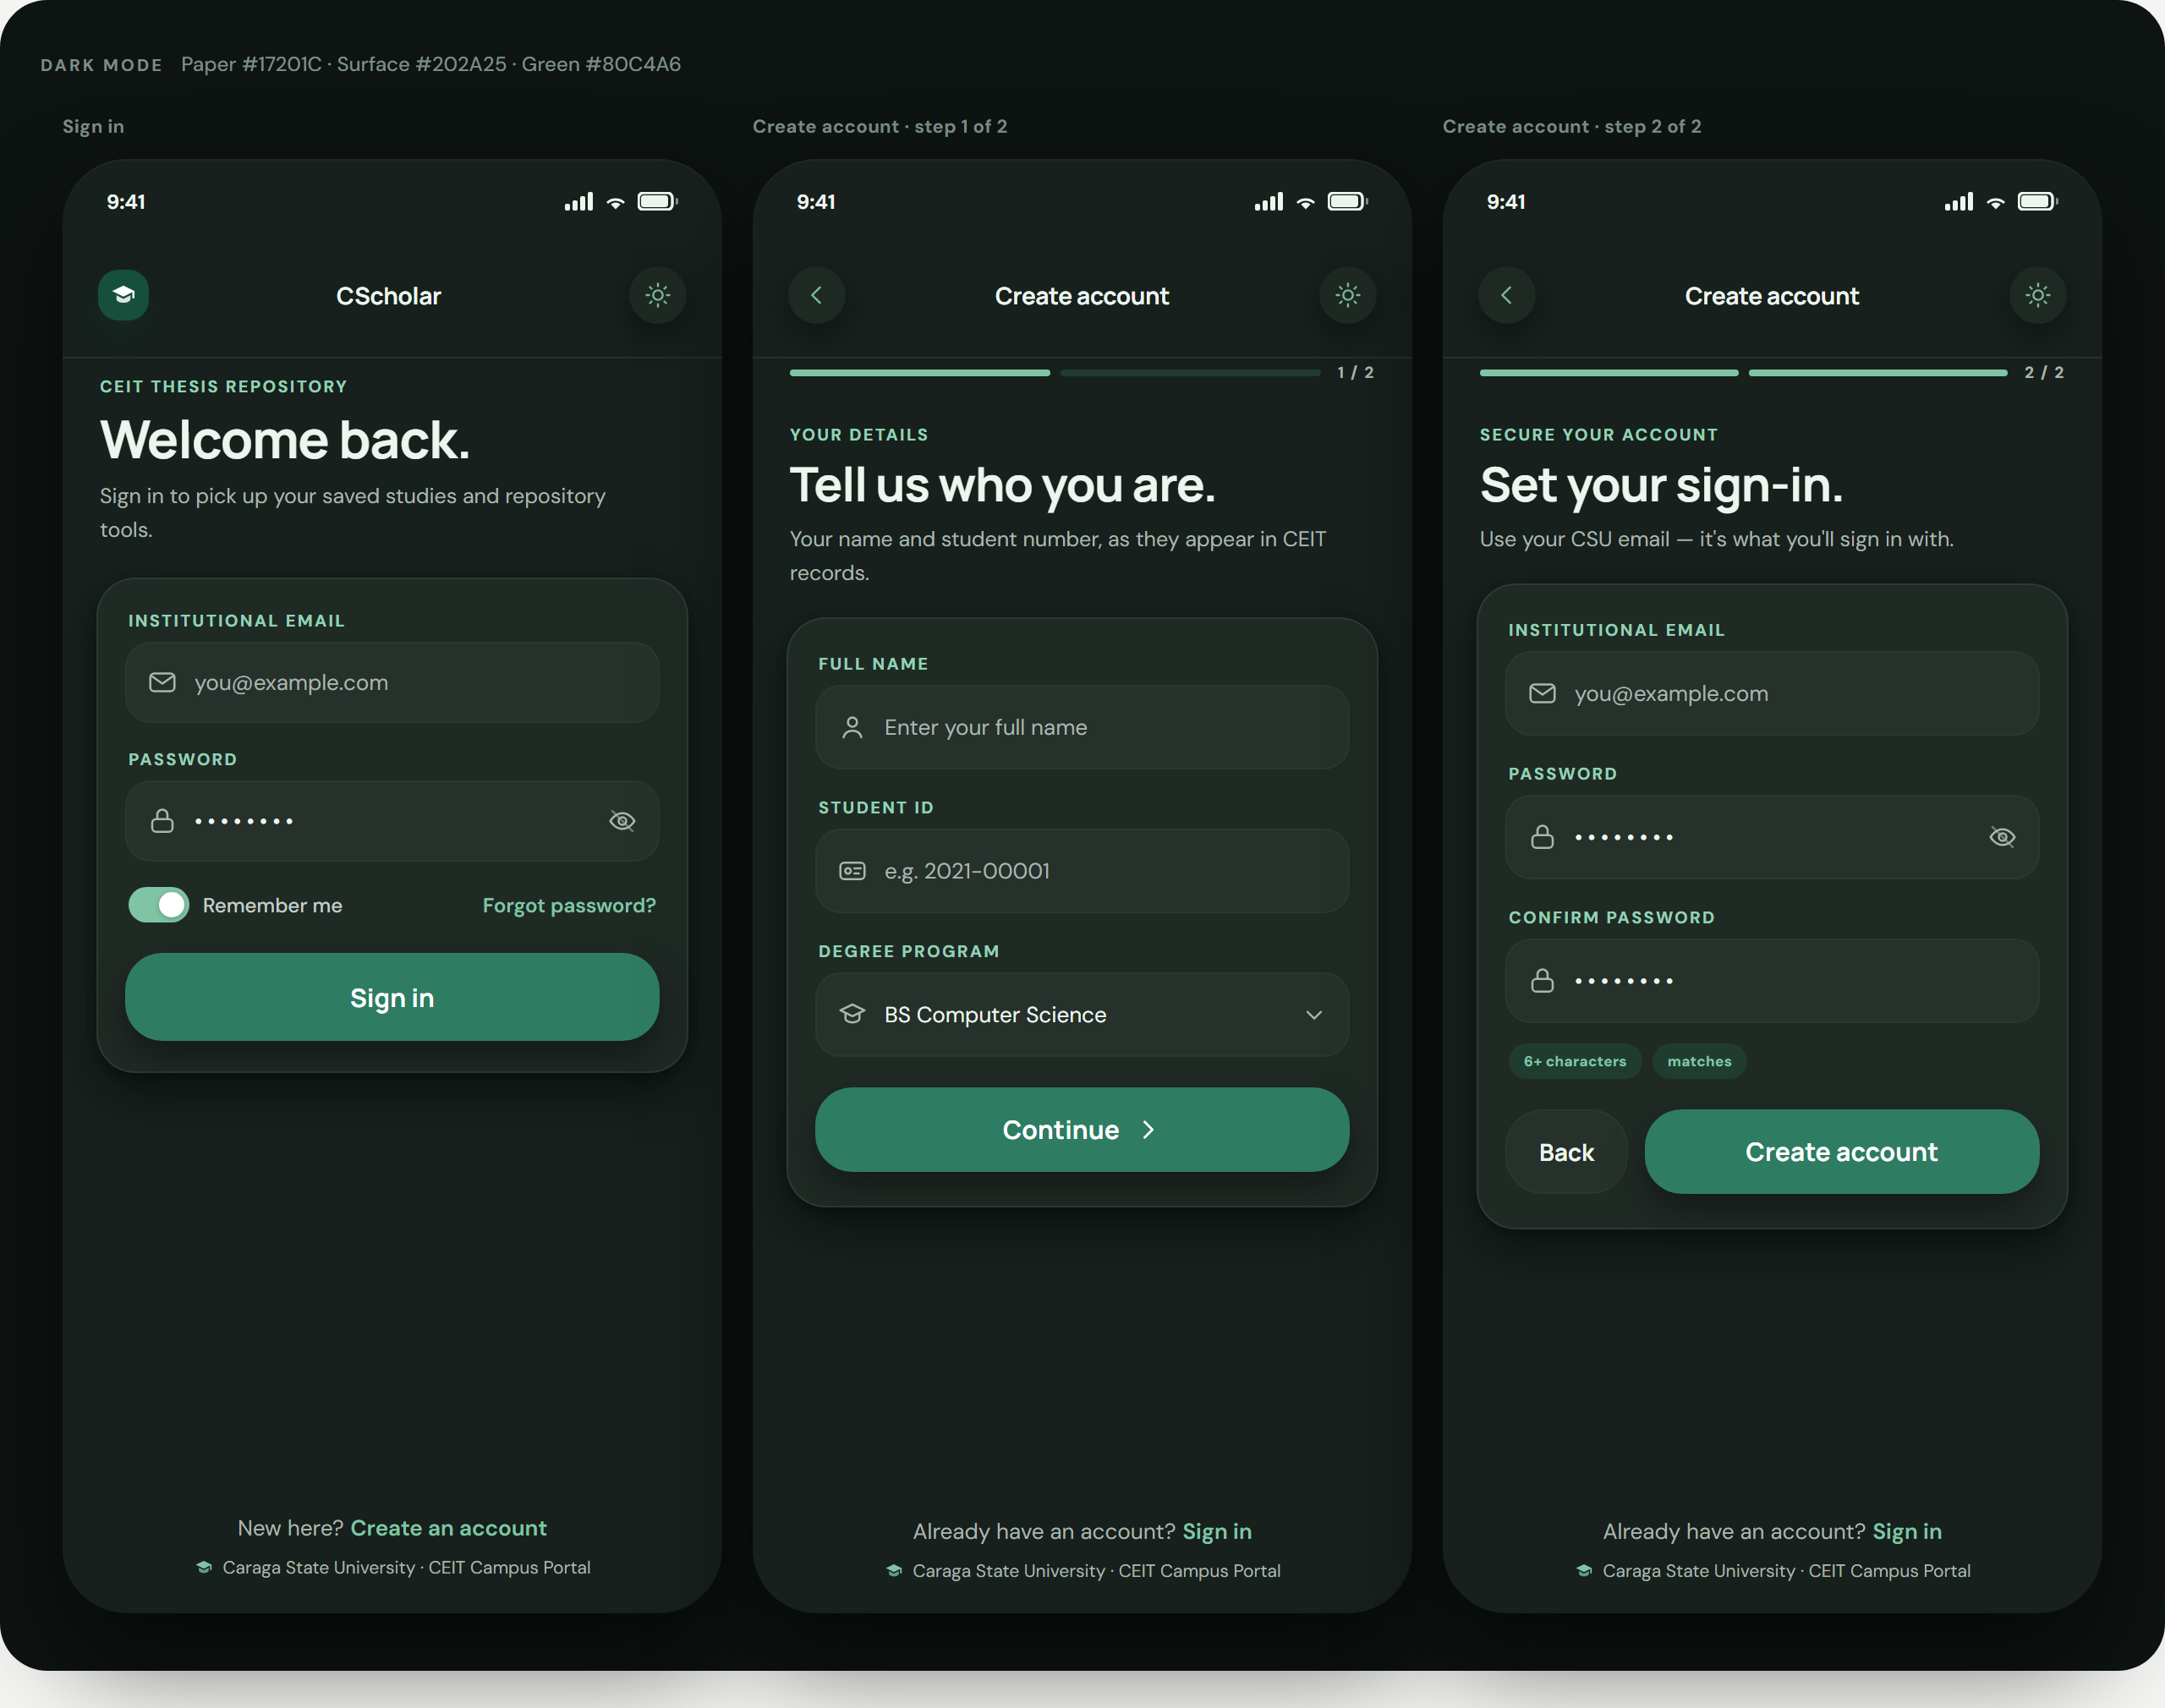 DARK MODE Paper #17201C · Surface #202A25 · Green #80C4A6
Sign in
9:41
CScholar
CEIT THESIS REPOSITORY
Welcome back.
Sign in to pick up your saved studies and repository
tools.
INSTITUTIONAL EMAIL
you@example.com
PASSWORD
••••••••
Remember me
Forgot password?
Sign in
New here? Create an account
Caraga State University · CEIT Campus Portal
Create account · step 1 of 2
9:41
Create account
1 / 2
YOUR DETAILS
Tell us who you are.
Your name and student number, as they appear in CEIT
records.
FULL NAME
Enter your full name
STUDENT ID
e.g. 2021-00001
DEGREE PROGRAM
BS Computer Science
Continue
Already have an account? Sign in
Caraga State University · CEIT Campus Portal
Create account · step 2 of 2
9:41
Create account
2 / 2
SECURE YOUR ACCOUNT
Set your sign-in.
Use your CSU email — it's what you'll sign in with.
INSTITUTIONAL EMAIL
you@example.com
PASSWORD
••••••••
CONFIRM PASSWORD
••••••••
6+ characters
matches
Back
Create account
Already have an account? Sign in
Caraga State University · CEIT Campus Portal